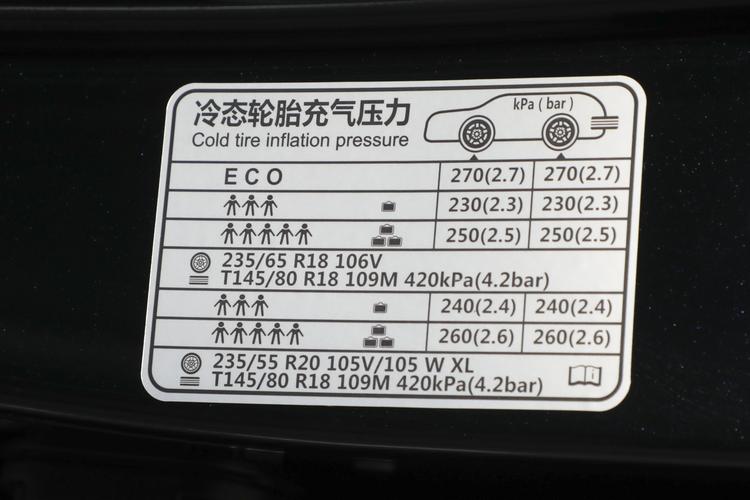 冷态轮胎充气压力
kPa ( bar )
Cold tire inflation pressure
ECO 270(2.7) 270(2.7)
230(2.3) 230(2.3)
250(2.5) 250(2.5)
235/65 R18 106V
T145/80 R18 109M 420kPa(4.2bar)
240(2.4) 240(2.4)
260(2.6) 260(2.6)
235/55 R20 105V/105 W XL
T145/80 R18 109M 420kPa(4.2bar)